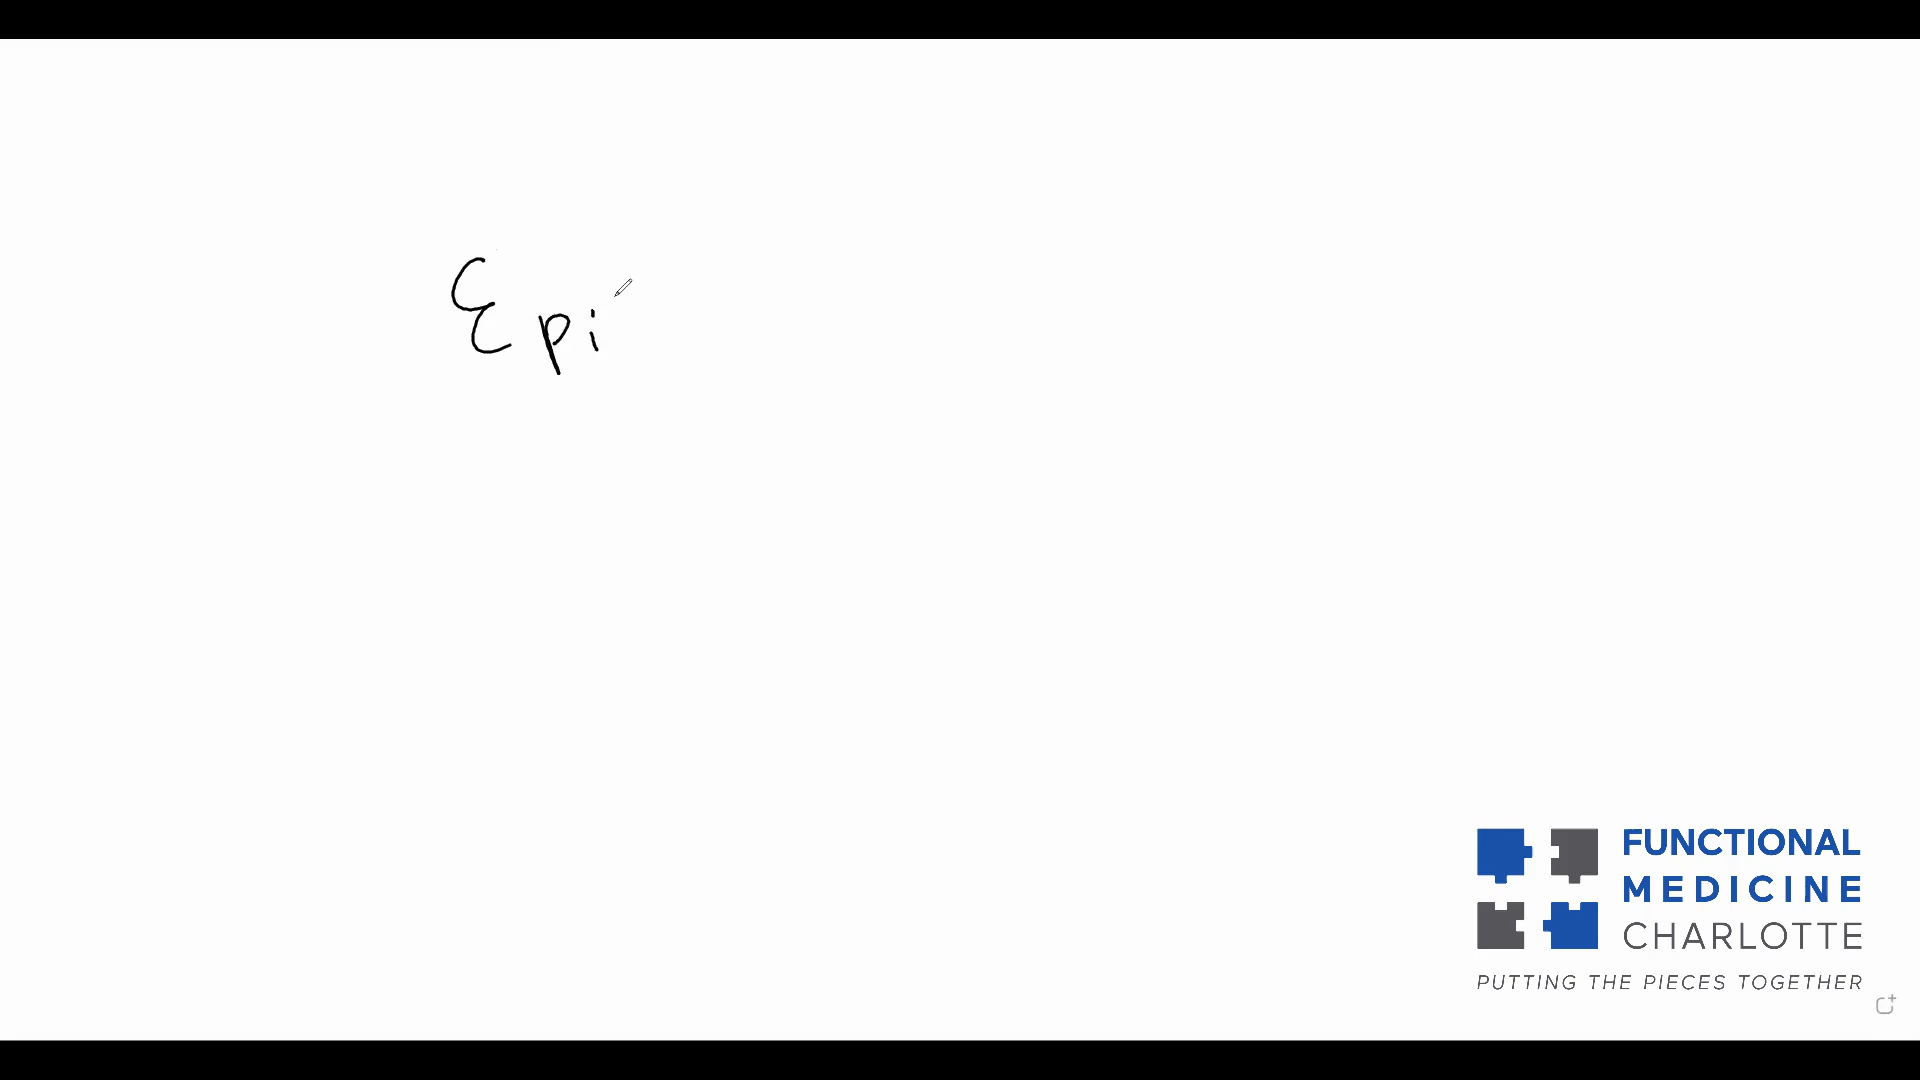 Epi
FUNCTIONAL
MEDICINE
CHARLOTTE
PUTTING THE PIECES TOGETHER